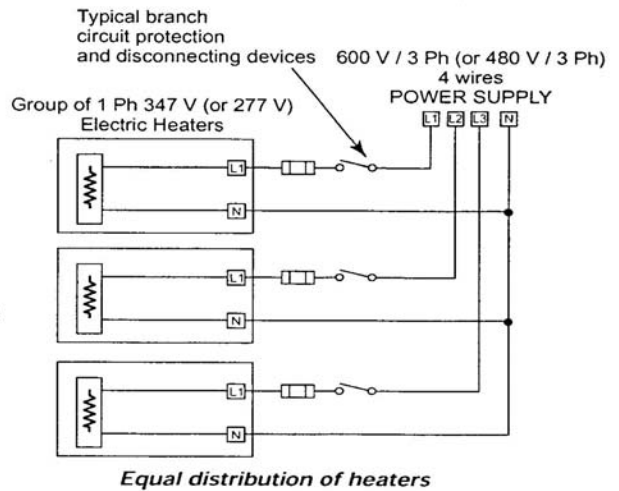 Typical branch
circuit protection
and disconnecting devices
600 V / 3 Ph (or 480 V / 3 Ph)
4 wires
POWER SUPPLY
Group of 1 Ph 347 V (or 277 V)
Electric Heaters
L1 L2 L3 N
L1
N
L1
N
L1
N
Equal distribution of heaters